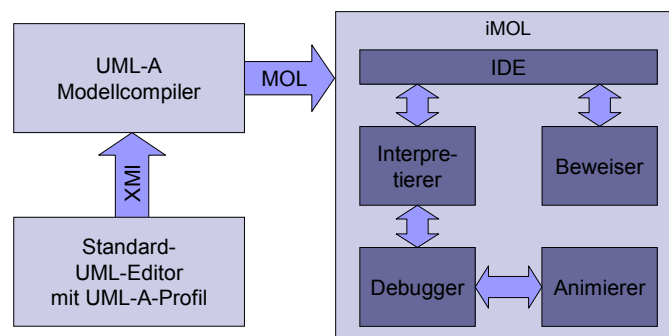 UML-A
Modellcompiler
MOL
XMI
Standard-
UML-Editor
mit UML-A-Profil
iMOL
IDE
Interpre-
tierer
Beweiser
Debugger
Animierer